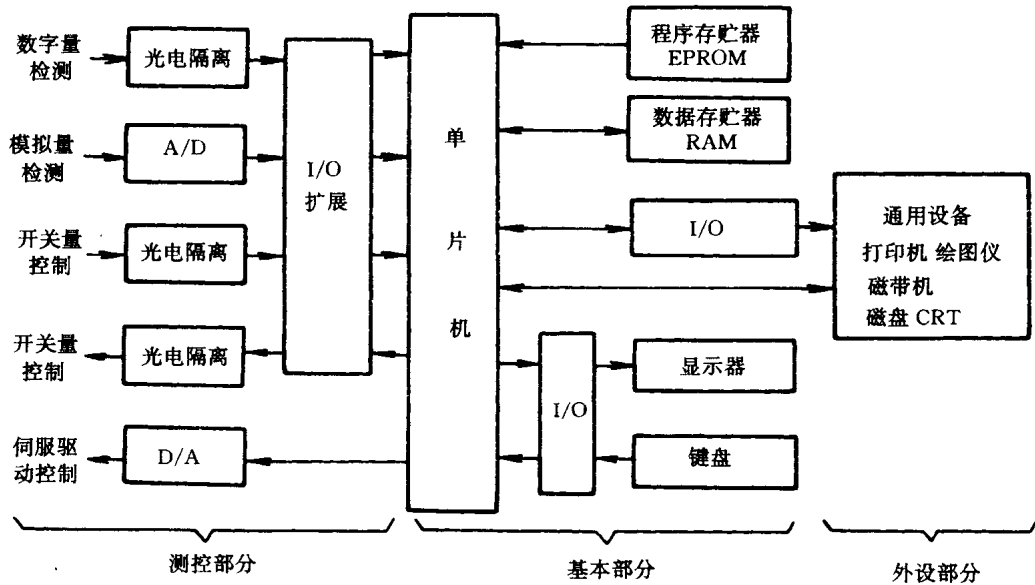 数字量
检测
光电隔离
模拟量
检测
A/D
开关量
控制
光电隔离
开关量
控制
光电隔离
伺服驱
动控制
D/A
I/O
扩展
单
片
机
程序存贮器
EPROM
数据存贮器
RAM
I/O
通用设备
打印机 绘图仪
磁带机
磁盘 CRT
I/O
显示器
键盘
测控部分
基本部分
外设部分